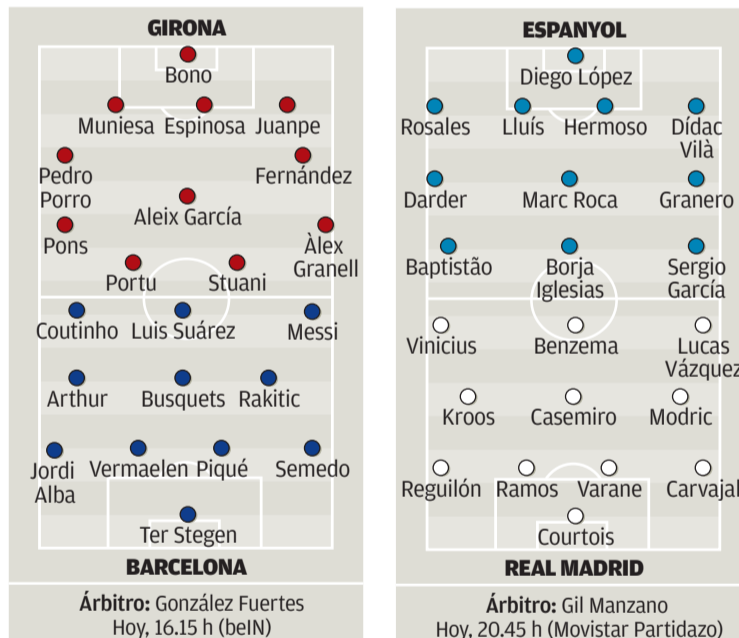 GIRONA
Bono
Muniesa Espinosa Juanpe
Pedro
Porro
Fernández
Aleix García
Pons
Àlex
Granell
Portu Stuani
Coutinho Luis Suárez Messi
Arthur Busquets Rakitic
Jordi
Alba
Vermaelen Piqué Semedo
Ter Stegen
BARCELONA
Árbitro: González Fuertes
Hoy, 16.15 h (beIN)
ESPANYOL
Diego López
Rosales Lluís Hermoso Dídac
Vilà
Darder Marc Roca Granero
Baptistão Borja
Iglesias
Sergio
García
Vinicius Benzema Lucas
Vázquez
Kroos Casemiro Modric
Reguilón Ramos Varane Carvajal
Courtois
REAL MADRID
Árbitro: Gil Manzano
Hoy, 20.45 h (Movistar Partidazo)